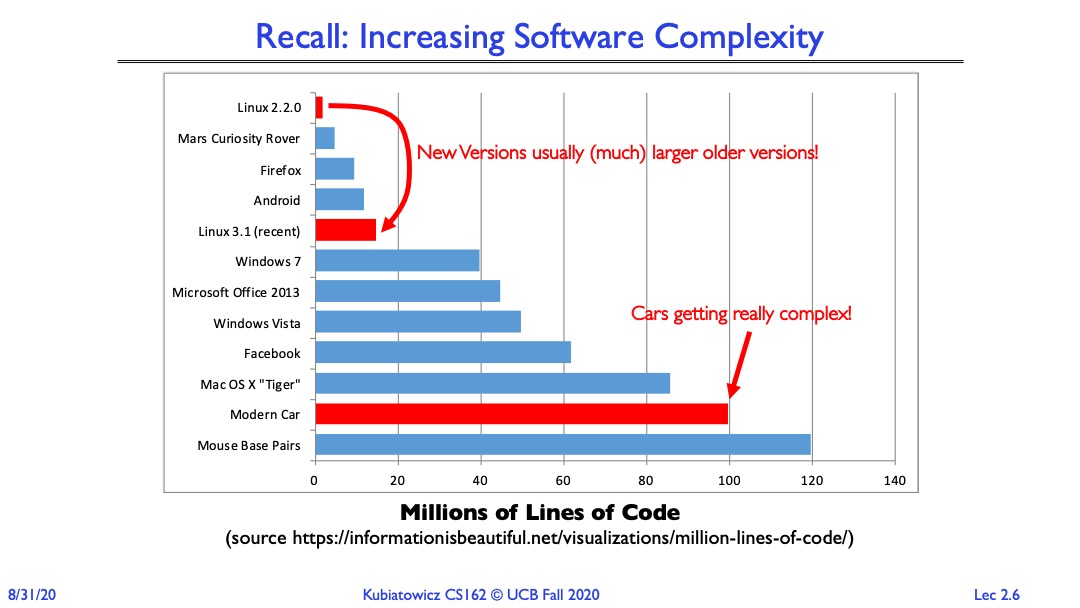 Recall: Increasing Software Complexity
Linux 2.2.0
Mars Curiosity Rover
New Versions usually (much) larger older versions!
Firefox
Android
Linux 3.1 (recent)
Windows 7
Microsoft Office 2013
Cars getting really complex!
Windows Vista
Facebook
Mac OS X "Tiger"
Modern Car
Mouse Base Pairs
0 20 40 60 80 100 120 140
Millions of Lines of Code
(source https://informationisbeautiful.net/visualizations/million-lines-of-code/)
8/31/20 Kubiatowicz CS162 © UCB Fall 2020 Lec 2.6